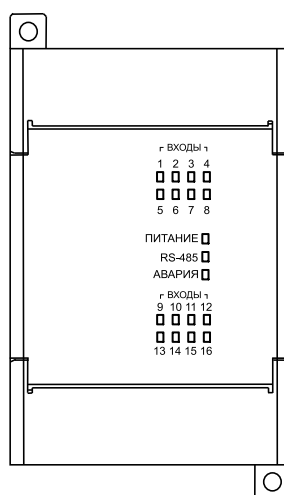 ВХОДЫ
1 2 3 4
5 6 7 8
ПИТАНИЕ
RS-485
АВАРИЯ
ВХОДЫ
9 10 11 12
13 14 15 16